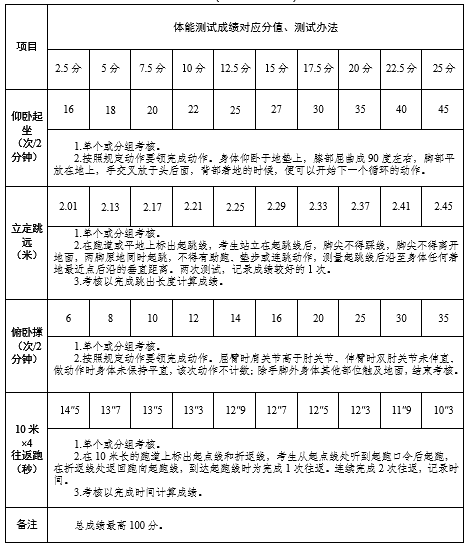 项目
体能测试成绩对应分值、测试办法
2.5分 5分 7.5分 10分 12.5分 15分 17.5分 20分 22.5分 25分
仰卧起
坐
（次/2
分钟）
16 18 20 22 25 27 30 35 40 45
1.单个或分组考核。
2.按照规定动作要领完成动作。身体仰卧于地垫上，膝部屈曲成90度左右，脚部平
放在地上，手交叉放于头后面，背部着地的时候，便可以开始下一个循环的动作。
立定跳
远
（米）
2.01 2.13 2.17 2.21 2.25 2.29 2.33 2.37 2.41 2.45
1.单个或分组考核。
2.在跑道或平地上标出起跳线，考生站立在起跳线后，脚尖不得踩线，脚尖不得离开
地面，两脚原地同时起跳，不得有助跑、垫步或连跳动作，测量起跳线后沿至身体任何着
地最近点后沿的垂直距离。两次测试，记录成绩较好的1次。
3.考核以完成跳出长度计算成绩。
俯卧撑
（次/2
分钟）
6 8 10 12 14 16 20 25 30 35
1.单个或分组考核。
2.按照规定动作要领完成动作。屈臂时肩关节高于肘关节、伸臂时双肘关节未伸直、
做动作时身体未保持平直，该次动作不计数；除手脚外身体其他部位触及地面，结束考核。
10米
×4
往返跑
（秒）
14″5 13″7 13″5 13″3 12″9 12″7 12″5 12″3 11″9 10″3
1.单个或分组考核。
2.在10米长的跑道上标出起点线和折返线，考生从起点线处听到起跑口令后起跑，
在折返线处返回跑向起跑线，到达起跑线时为完成1次往返。连续完成2次往返，记录时
间。
3.考核以完成时间计算成绩。
备注
总成绩最高100分。